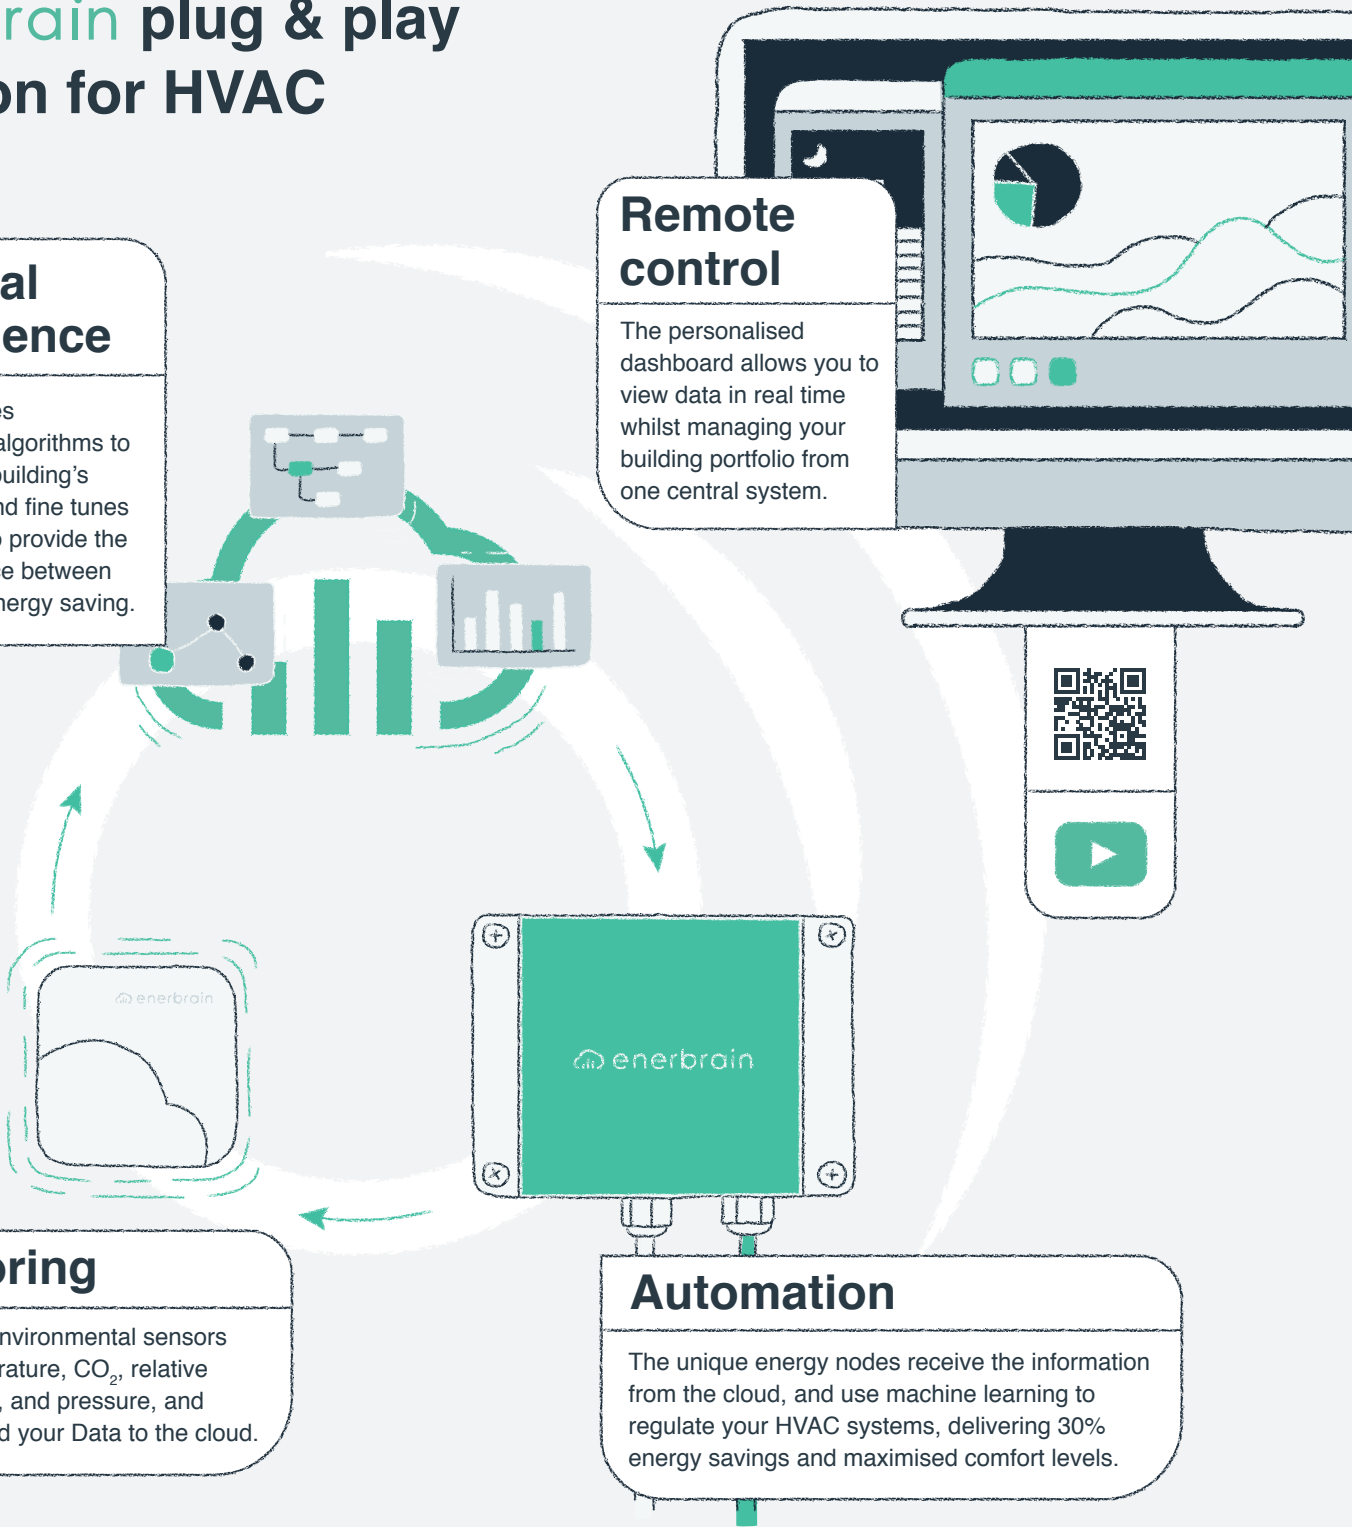 rain plug & play
on for HVAC
Remote
control
The personalised
dashboard allows you to
view data in real time
whilst managing your
building portfolio from
one central system.
al
ence
es
algorithms to
building’s
nd fine tunes
o provide the
ce between
nergy saving.
enerbrain
enerbrain
oring
nvironmental sensors
rature, CO₂, relative
, and pressure, and
d your Data to the cloud.
Automation
The unique energy nodes receive the information
from the cloud, and use machine learning to
regulate your HVAC systems, delivering 30%
energy savings and maximised comfort levels.